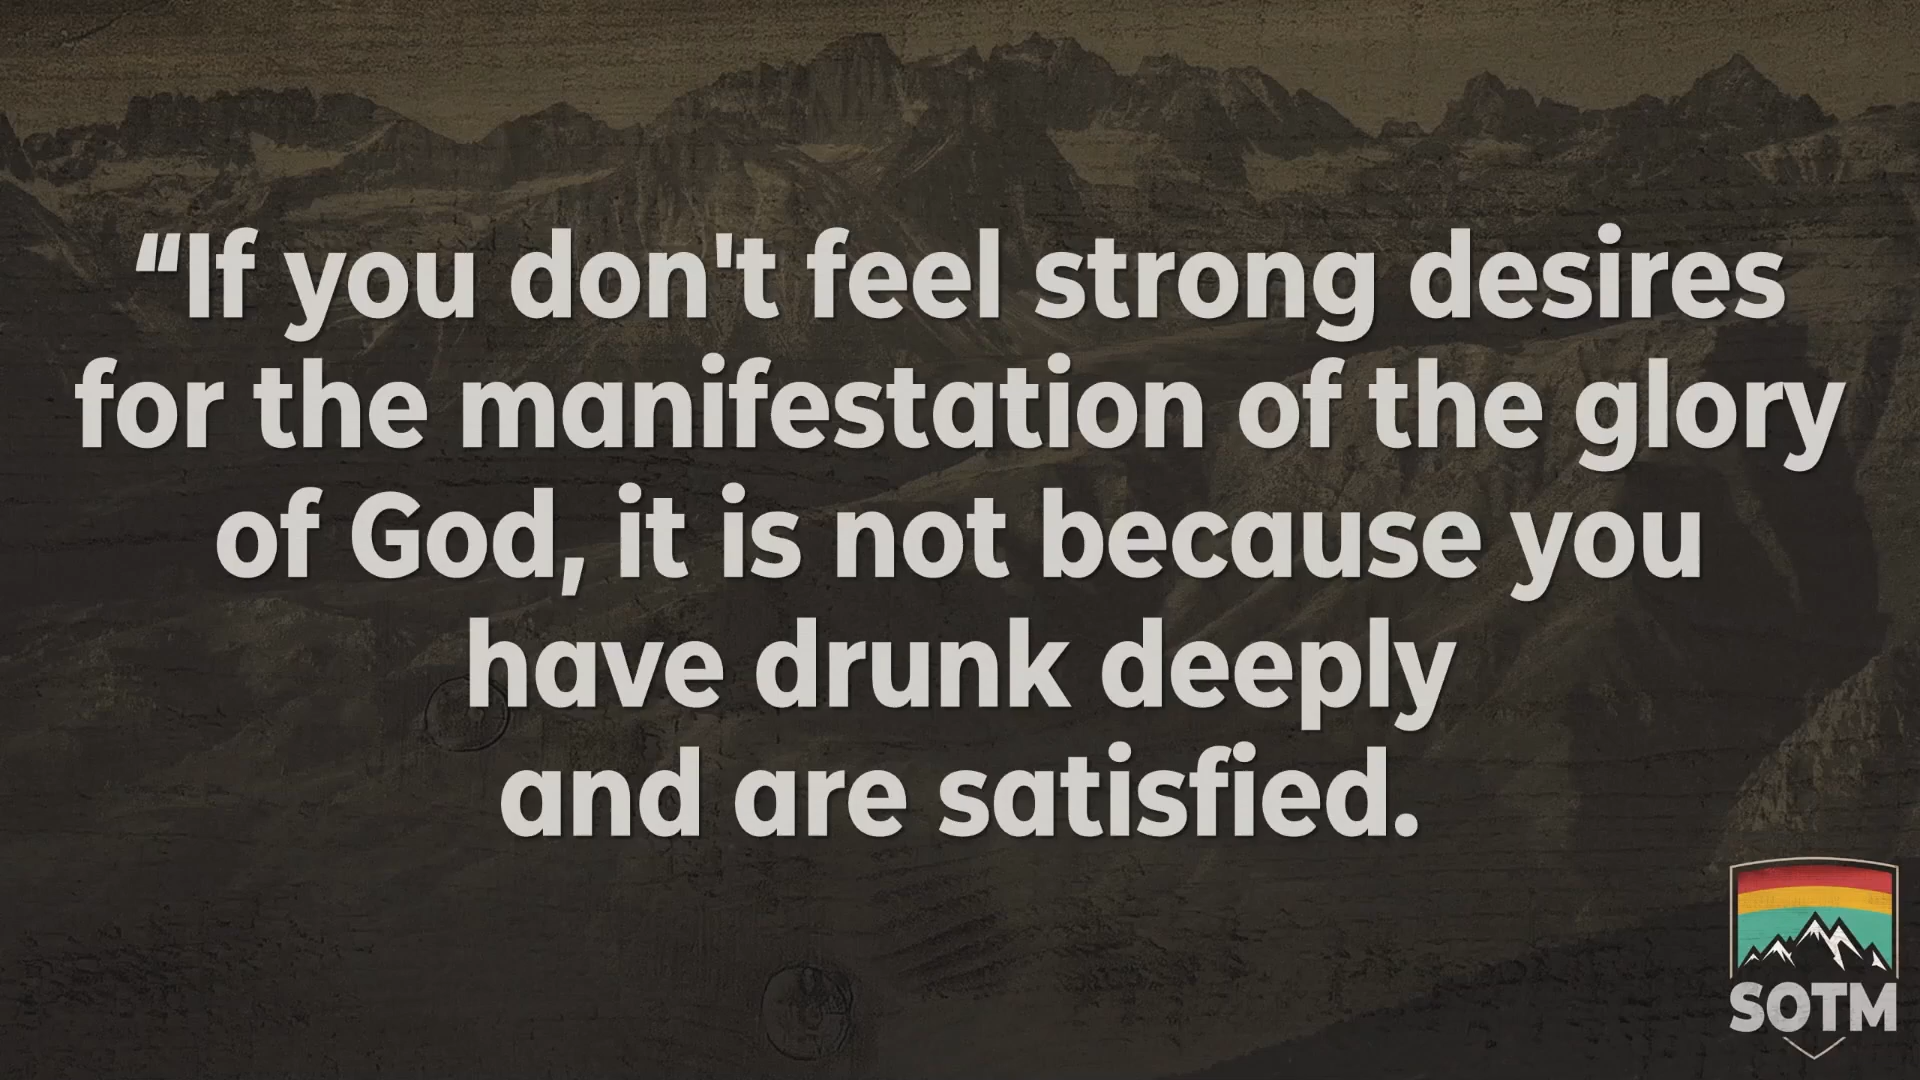 “If you don't feel strong desires
for the manifestation of the glory
of God, it is not because you
have drunk deeply
and are satisfied.
SOTM